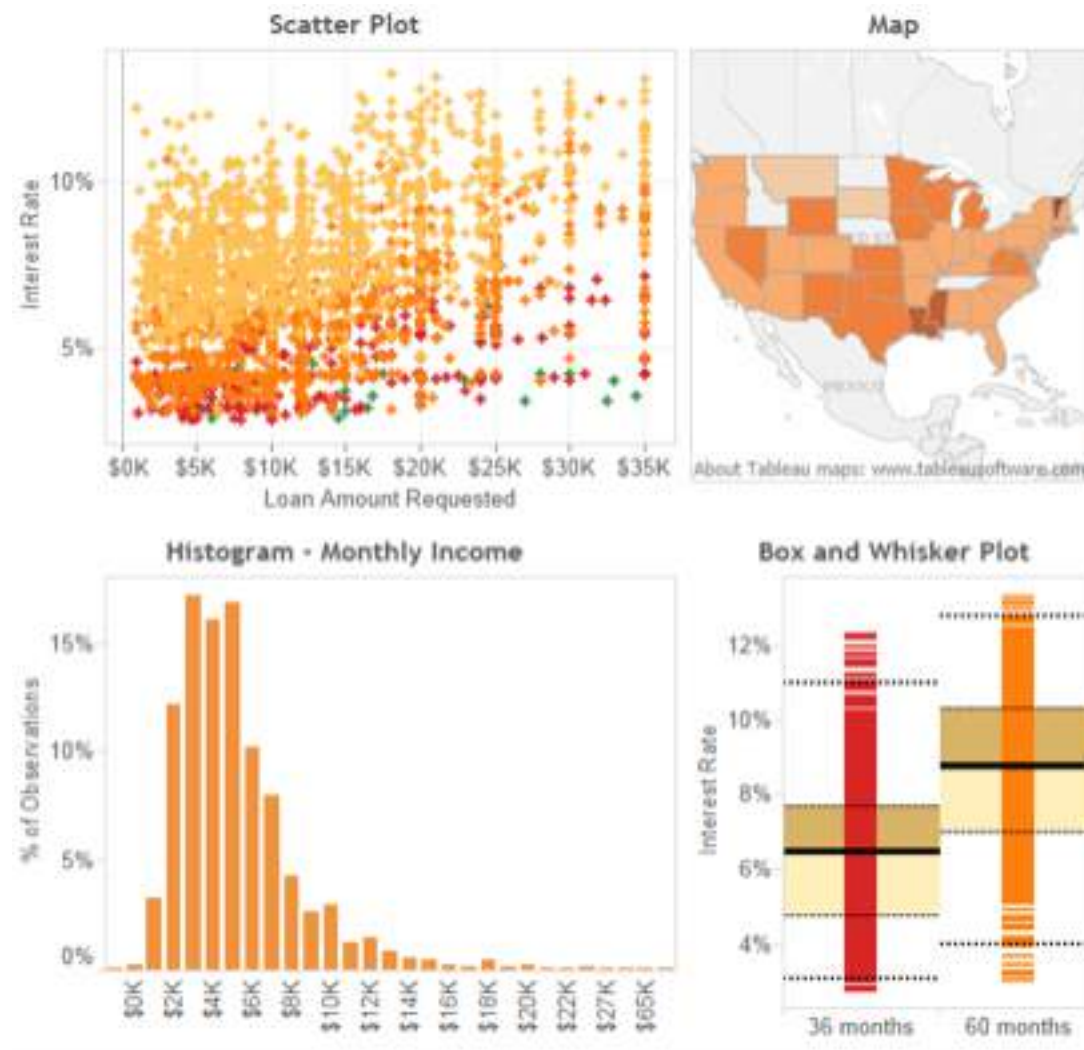 Scatter Plot
Map
Interest Rate
10%
5%
$0K $5K $10K $15K $20K $25K $30K $35K
Loan Amount Requested
MEXICO
About Tableau maps: www.tableausoftware.com
Histogram - Monthly Income
Box and Whisker Plot
% of Observations
15%
10%
5%
0%
$0K $2K $4K $6K $8K $10K $12K $14K $16K $18K $20K $22K $27K $65K
Interest Rate
12%
10%
8%
6%
4%
36 months 60 months